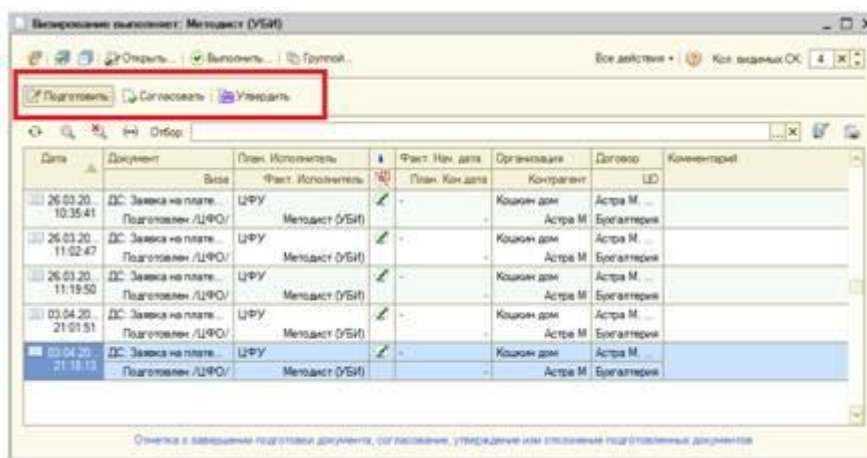 Визирование выполняет: Методист (УБИ)
Открыть... Выполнить... Группой... Все действия Кол. видимых СК: 4
Подготовить Согласовать Утвердить
Отбор:
Дата Документ План. Исполнитель Факт. Нач. дата Организация Договор Комментарий
Виза Факт. Исполнитель План. Кон.дата Контрагент ЦО
26.03.20... ДС: Заявка на плате... ЦФУ - Кошкин дом Астра М. ...
10:35:41 Подготовлен /ЦФО/ Методист (УБИ) - Астра М Бухгалтерия
26.03.20... ДС: Заявка на плате... ЦФУ - Кошкин дом Астра М. ...
11:02:47 Подготовлен /ЦФО/ Методист (УБИ) - Астра М Бухгалтерия
26.03.20... ДС: Заявка на плате... ЦФУ - Кошкин дом Астра М. ...
11:19:50 Подготовлен /ЦФО/ Методист (УБИ) - Астра М Бухгалтерия
03.04.20... ДС: Заявка на плате... ЦФУ - Кошкин дом Астра М. ...
21:01:51 Подготовлен /ЦФО/ Методист (УБИ) - Астра М Бухгалтерия
03.04.20... ДС: Заявка на плате... ЦФУ - Кошкин дом Астра М. ...
21:18:13 Подготовлен /ЦФО/ Методист (УБИ) - Астра М Бухгалтерия
Отметка о завершении подготовки документа, согласование, утверждение или отклонение подготовленных документов